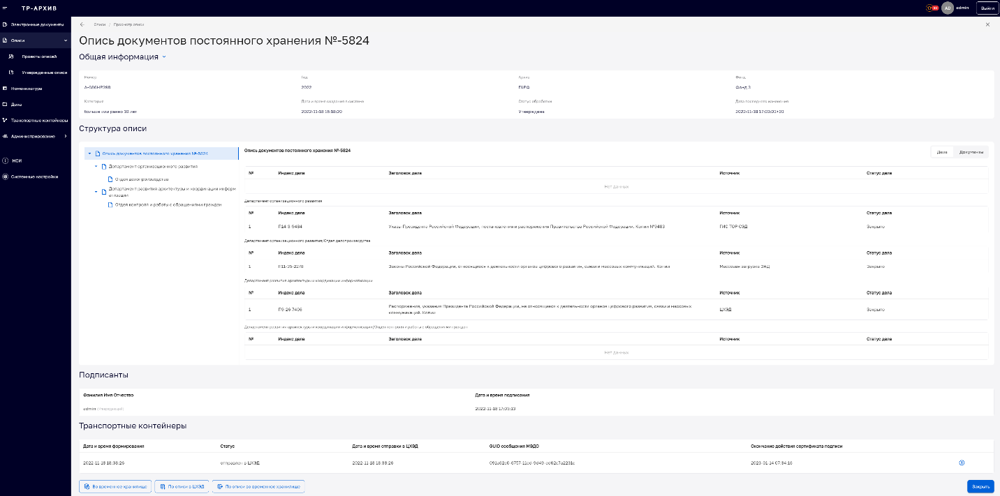 ТР-АРХИВ
30
AD
admin
Выйти
Электронные документы
Описи
Проекты описей
Утвержденные описи
Номенклатура
Дела
Транспортные контейнеры
Администрирование
НСИ
Системные настройки
Описи / Просмотр описи
Опись документов постоянного хранения №-5824
Общая информация
Номер Год Архив Фонд
А-686НР398 2022 ГАРФ Фонд 3
Категория Дата и время создания в системе Статус обработки Дата последнего изменения
больше или равно 10 лет 2022-11-18 16:18:20 Утверждена 2022-11-18 17:03:03+03
Структура описи
Опись документов постоянного хранения №-5824
Департамент организационного развития
Отдел делопроизводства
Департамент развития архитектуры и координации информ
атизации
Отдел контроля и работы с обращениями граждан
Опись документов постоянного хранения №-5824
Дела Документы
№ Индекс дела Заголовок дела Источник Статус дела
Нет данных
Департамент организационного развития
№ Индекс дела Заголовок дела Источник Статус дела
1 П14-3-9484 Указы Президента Российской Федерации, постановления и распоряжения Правительства Российской Федерации. Копии №9483 ГИС ТОР СЭД Закрыто
Департамент организационного развития/Отдел делопроизводства
№ Индекс дела Заголовок дела Источник Статус дела
1 П11-35-2278 Законы Российской Федерации, относящиеся к деятельности органов цифрового развития, связи и массовых коммуникаций. Копии Массовая загрузка ЭАД Закрыто
Департамент развития архитектуры и координации информатизации
№ Индекс дела Заголовок дела Источник Статус дела
1 П9-26-7406 Распоряжения, указания Президента Российской Федерации, не относящиеся к деятельности органов цифрового развития, связи и массовых
коммуникаций. Копии ЦХЭД Закрыто
Департамент развития архитектуры и координации информатизации/Отдел контроля и работы с обращениями граждан
№ Индекс дела Заголовок дела Источник Статус дела
Нет данных
Подписанты
Фамилия Имя Отчество Дата и время подписания
admin (Утверждающий) 2022-11-18 17:03:13
Транспортные контейнеры
Дата и время формирования Статус Дата и время отправки в ЦХЭД GUID сообщения МЭДО Окончание действия сертификата подписи
2022-11-18 18:38:26 отправлен в ЦХЭД 2022-11-18 18:38:26 2023-01-14 07:34:16
Во временное хранилище
По описи в ЦХЭД
По описи во временное хранилище
Закрыть